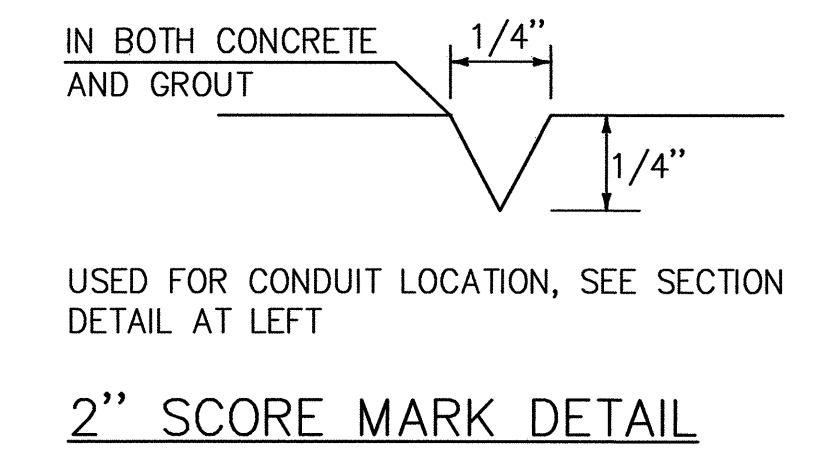 IN BOTH CONCRETE
AND GROUT
1/4"
1/4"
USED FOR CONDUIT LOCATION, SEE SECTION
DETAIL AT LEFT
2" SCORE MARK DETAIL